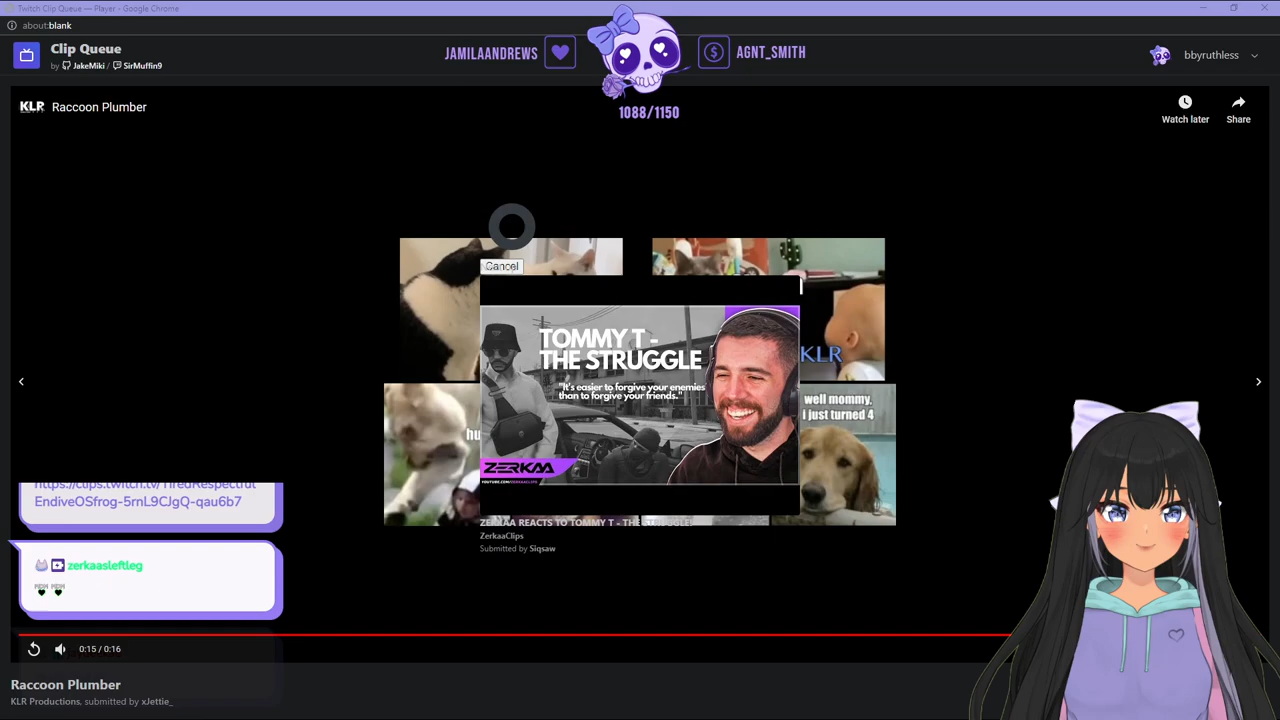 Twitch Clip Queue — Player - Google Chrome
about:blank
Clip Queue
by JakeMiki / SirMuffin9
JAMILAANDREWS
AGNT_SMITH
1088/1150
bbyruthless
KLR
Raccoon Plumber
Watch later
Share
Cancel
TOMMY T -
THE STRUGGLE
"It's easier to forgive your enemies
than to forgive your friends."
ZERKAA
KLR
well mommy,
i just turned 4
hu
ZERKAA REACTS TO TOMMY T - THE STRUGGLE!
ZerkaaClips
Submitted by Siqsaw
https://clips.twitch.tv/TiredRespectful
EndiveOSfrog-5rnL9CJgQ-qau6b7
zerkaasleftleg
0:15 / 0:16
Raccoon Plumber
KLR Productions, submitted by xJettie_